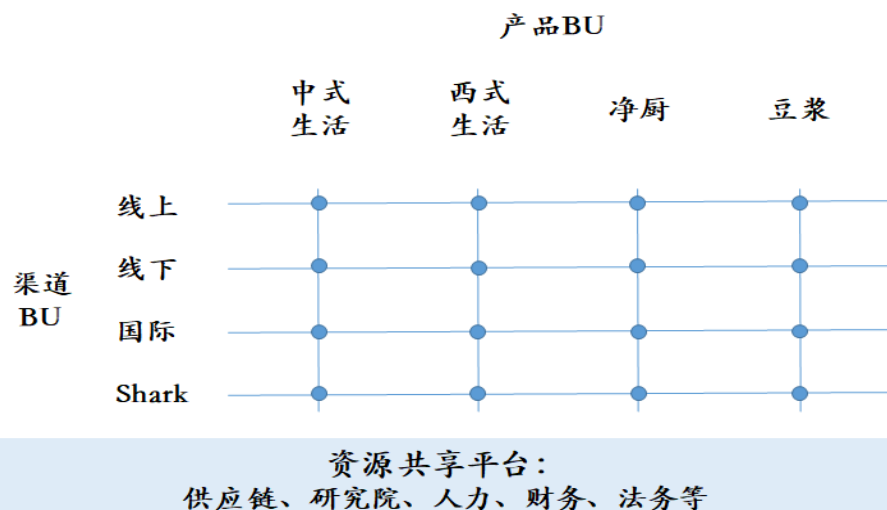 产品BU
中式 西式 净厨 豆浆
生活 生活
线上
线下
渠道
BU
国际
Shark
资源共享平台：
供应链、研究院、人力、财务、法务等